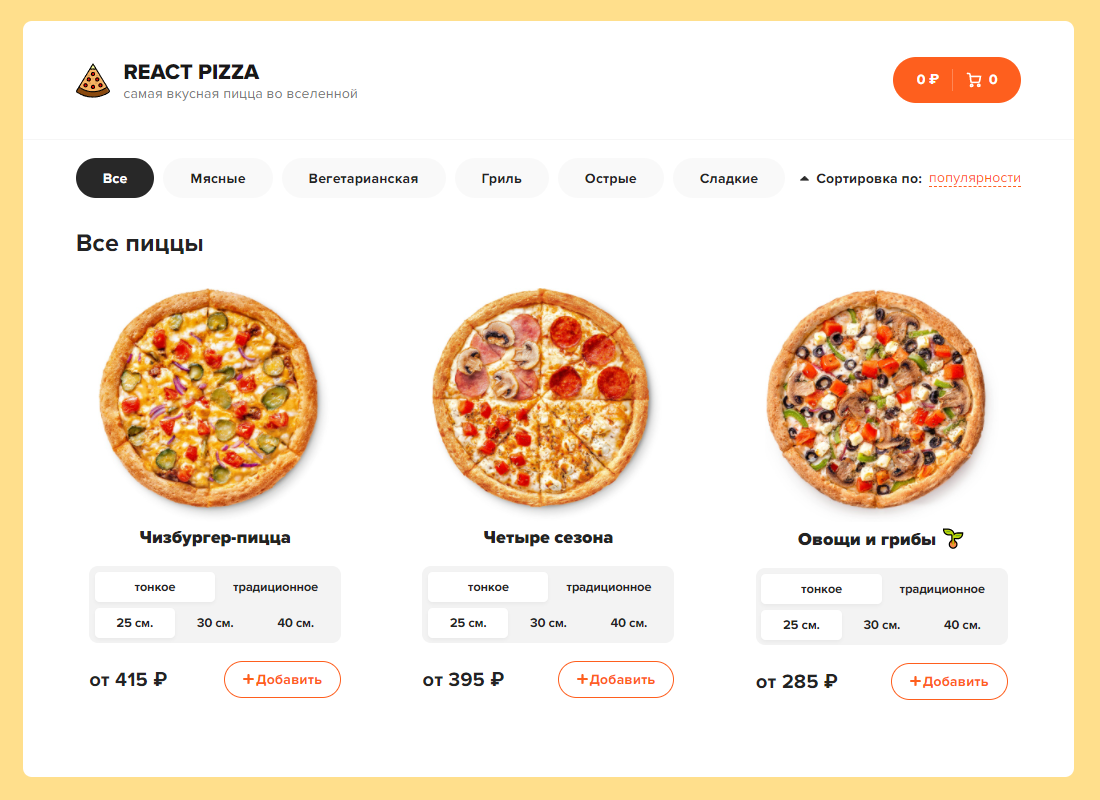 REACT PIZZA
самая вкусная пицца во вселенной
0 ₽ 0
Все Мясные Вегетарианская Гриль Острые Сладкие Сортировка по: популярности
Все пиццы
Чизбургер-пицца Четыре сезона Овощи и грибы
тонкое традиционное тонкое традиционное тонкое традиционное
25 см. 30 см. 40 см. 25 см. 30 см. 40 см. 25 см. 30 см. 40 см.
от 415 ₽ +Добавить от 395 ₽ +Добавить от 285 ₽ +Добавить